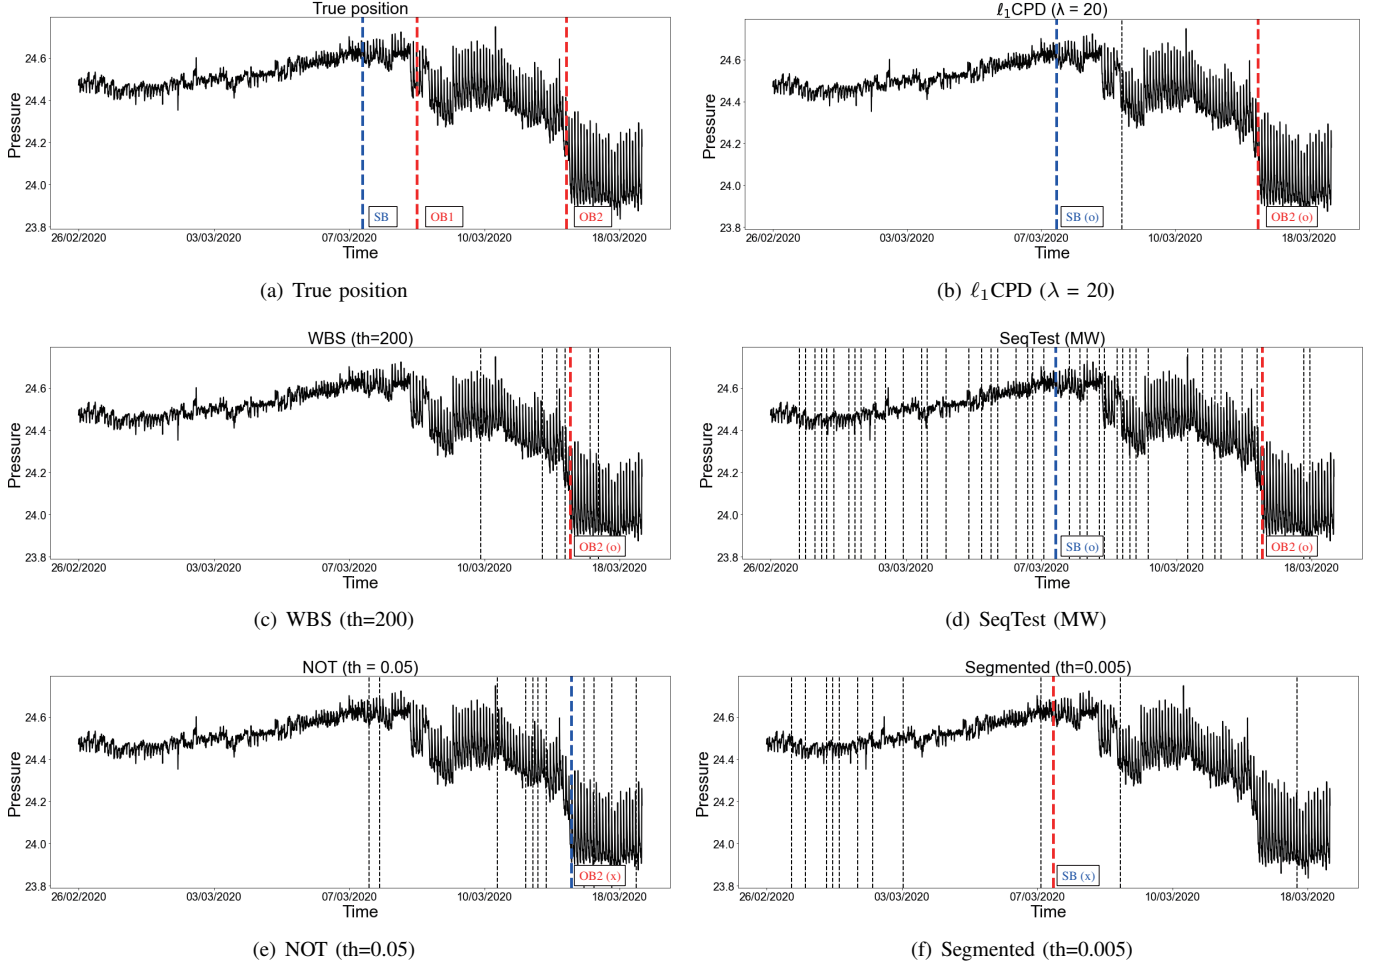 True position
Pressure
24.6
24.4
24.2
24.0
23.8
SB
OB1
OB2
26/02/2020 03/03/2020 07/03/2020 10/03/2020 18/03/2020
Time
(a) True position
ℓ₁CPD (λ = 20)
Pressure
24.6
24.4
24.2
24.0
23.8
SB (o)
OB2 (o)
26/02/2020 03/03/2020 07/03/2020 10/03/2020 18/03/2020
Time
(b) ℓ₁CPD (λ = 20)
WBS (th=200)
Pressure
24.6
24.4
24.2
24.0
23.8
OB2 (o)
26/02/2020 03/03/2020 07/03/2020 10/03/2020 18/03/2020
Time
(c) WBS (th=200)
SeqTest (MW)
Pressure
24.6
24.4
24.2
24.0
23.8
SB (o)
OB2 (o)
26/02/2020 03/03/2020 07/03/2020 10/03/2020 18/03/2020
Time
(d) SeqTest (MW)
NOT (th = 0.05)
Pressure
24.6
24.4
24.2
24.0
23.8
OB2 (x)
26/02/2020 03/03/2020 07/03/2020 10/03/2020 18/03/2020
Time
(e) NOT (th=0.05)
Segmented (th=0.005)
Pressure
24.6
24.4
24.2
24.0
23.8
SB (x)
26/02/2020 03/03/2020 07/03/2020 10/03/2020 18/03/2020
Time
(f) Segmented (th=0.005)